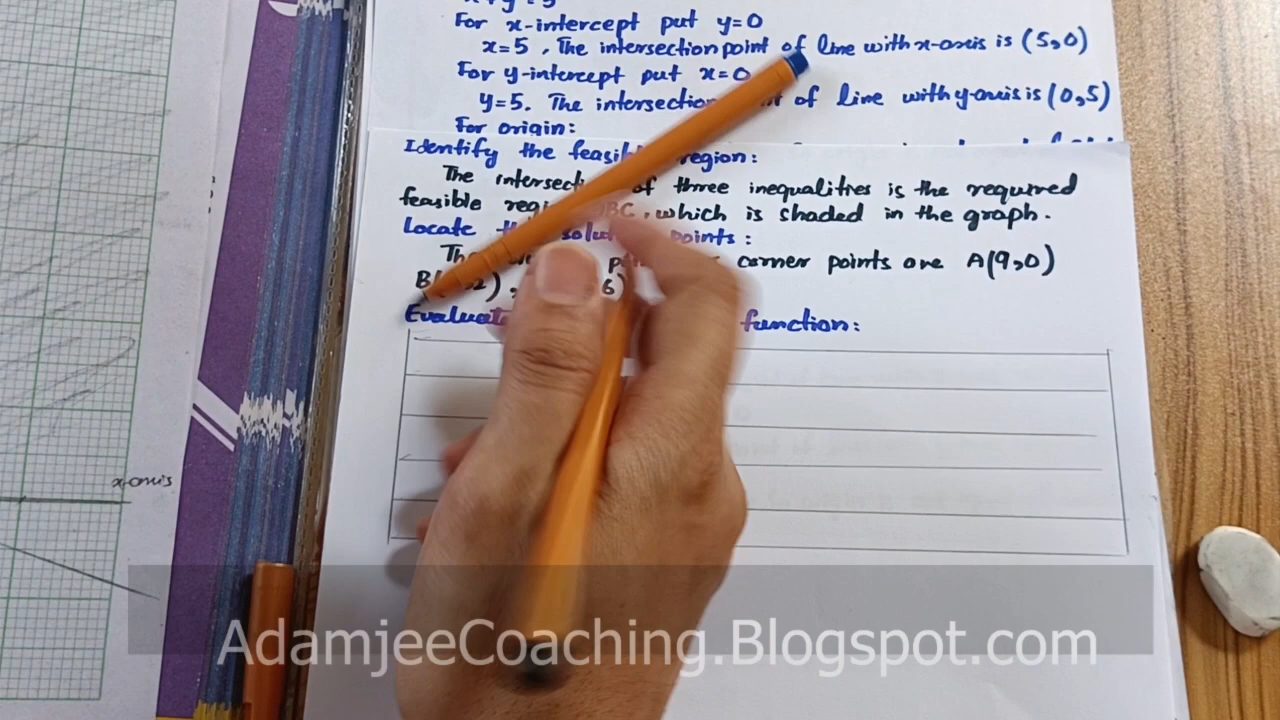 For x-intercept put y=0
x=5, The intersection point of line with x-axis is (5,0)
For y-intercept put x=0
y=5. The intersection of line with y-axis is (0,5)
For origin:
Identify the feasible region:
The intersection of three inequalities is the required
feasible region ABC, which is shaded in the graph.
Locate the solution points:
The corner points are A(9,0)
Evaluate function:
x-axis
AdamjeeCoaching.Blogspot.com